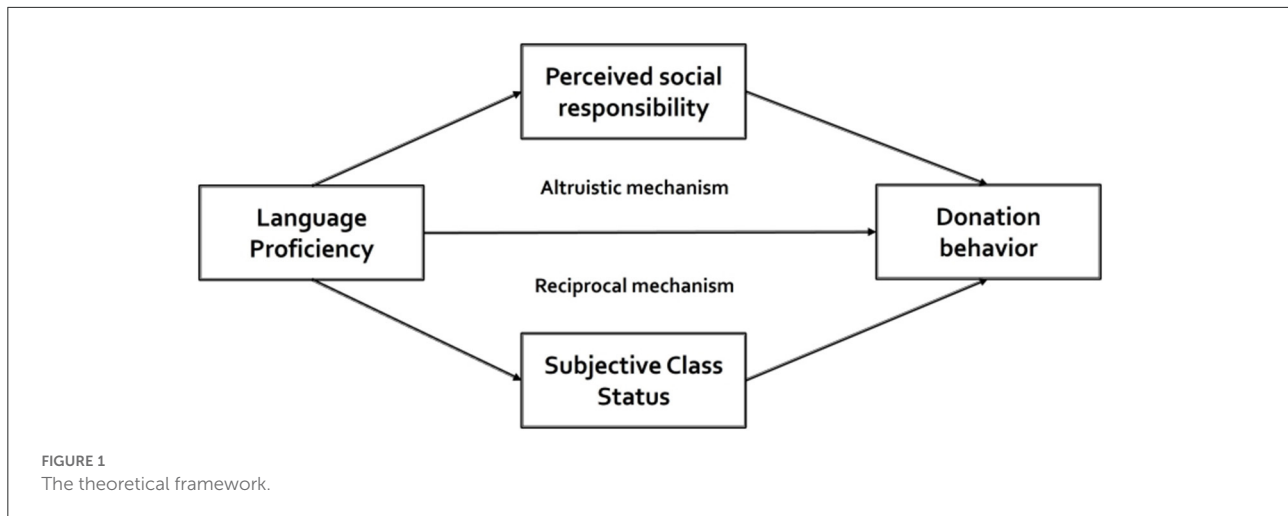 Perceived social
responsibility
Altruistic mechanism
Language
Proficiency
Donation
behavior
Reciprocal mechanism
Subjective Class
Status
FIGURE 1
The theoretical framework.